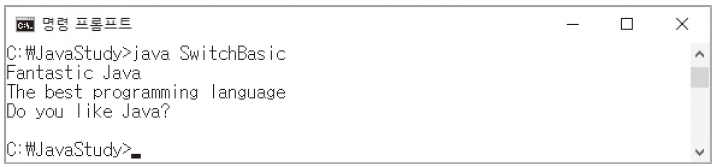 명령 프롬프트
C:₩JavaStudy>java SwitchBasic
Fantastic Java
The best programming language
Do you like Java?
C:₩JavaStudy>